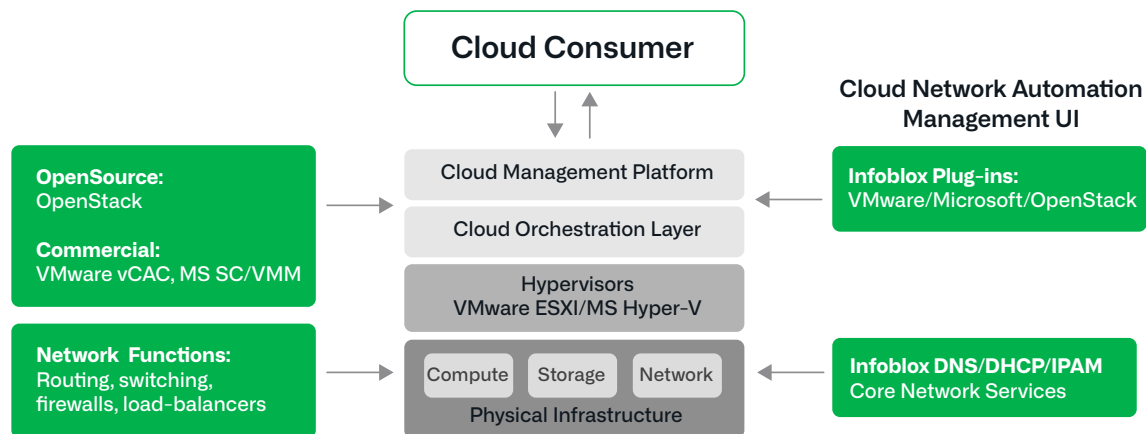 Cloud Consumer
Cloud Network Automation
Management UI
OpenSource:
OpenStack
Commercial:
VMware vCAC, MS SC/VMM
Cloud Management Platform
Cloud Orchestration Layer
Infoblox Plug-ins:
VMware/Microsoft/OpenStack
Hypervisors
VMware ESXI/MS Hyper-V
Network Functions:
Routing, switching,
firewalls, load-balancers
Compute
Storage
Network
Physical Infrastructure
Infoblox DNS/DHCP/IPAM
Core Network Services